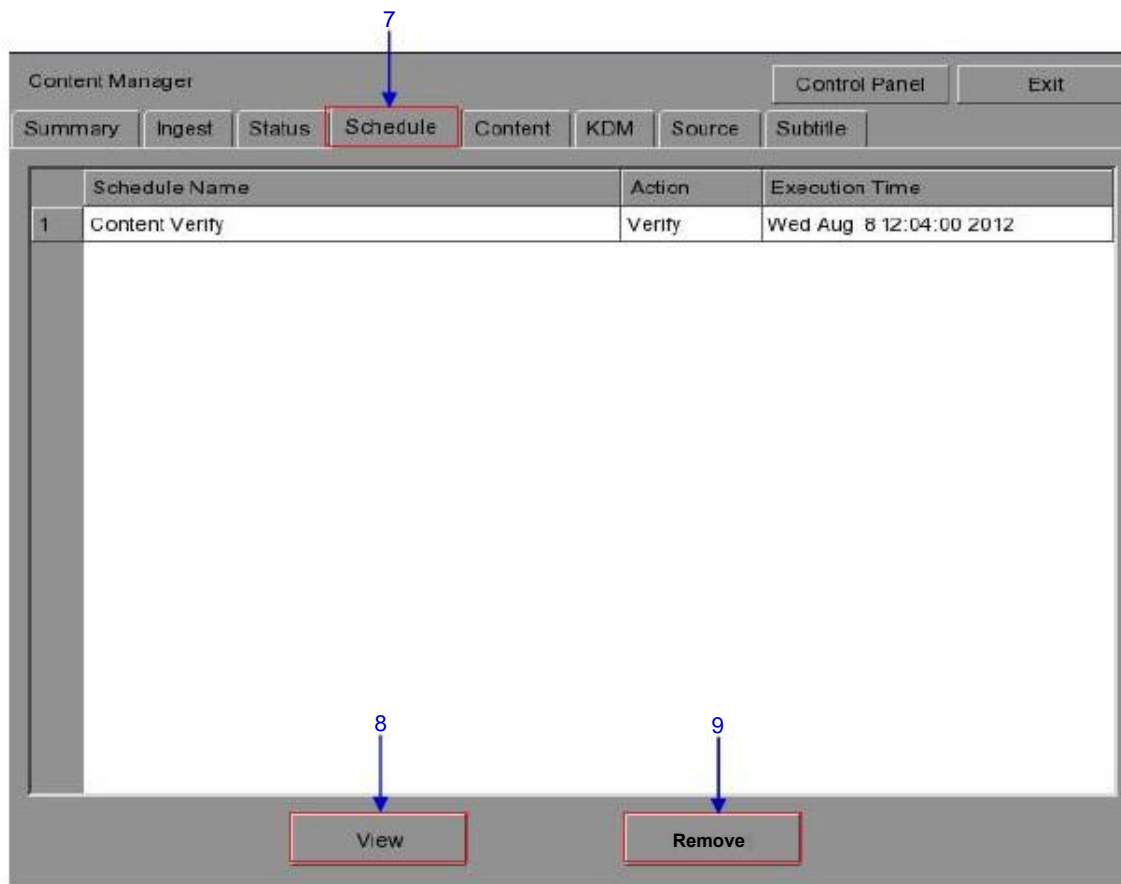 7
Content Manager Control Panel Exit
Summary Ingest Status Schedule Content KDM Source Subtitle
Schedule Name Action Execution Time
1 Content Verify Verify Wed Aug 8 12:04:00 2012
8 9
View Remove